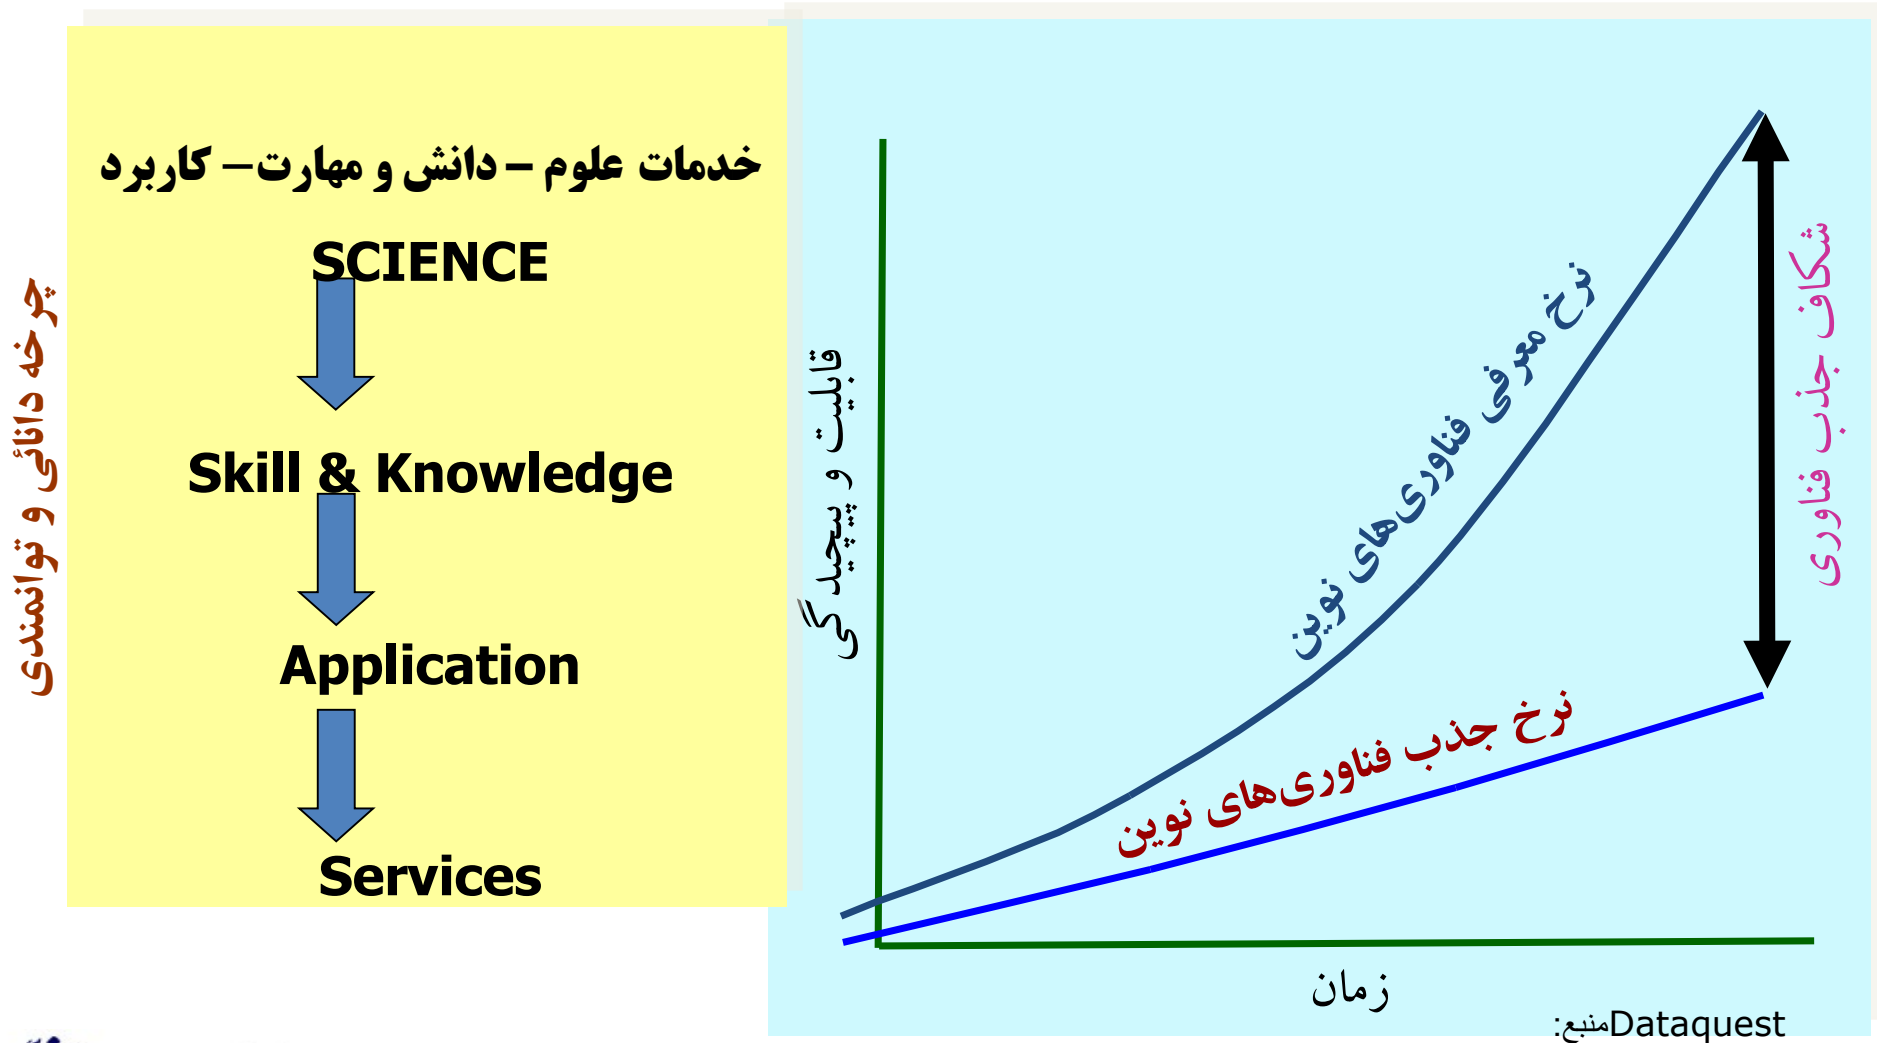 چرخه دانائی و توانمندی
خدمات علوم – دانش و مهارت– کاربرد
SCIENCE
Skill & Knowledge
Application
Services
قابلیت و پیچیدگی
نرخ معرفی فناوری‌های نوین
نرخ جذب فناوری‌های نوین
شکاف جذب فناوری
زمان
منبع:Dataquest